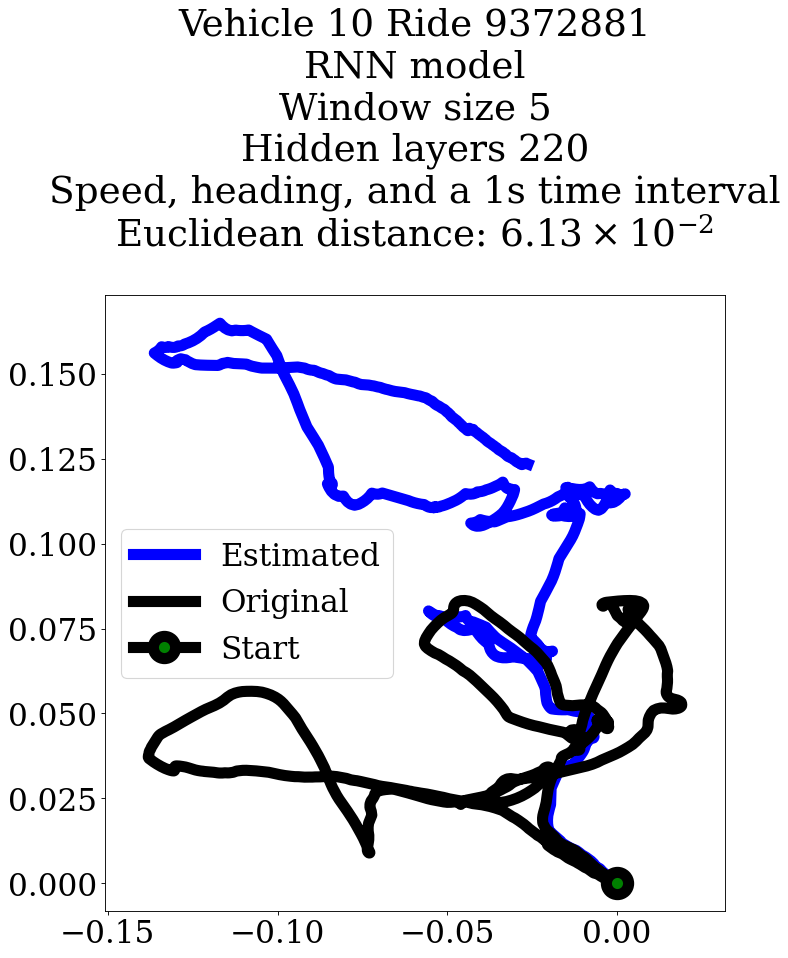 Vehicle 10 Ride 9372881
RNN model
Window size 5
Hidden layers 220
Speed, heading, and a 1s time interval
Euclidean distance: 6.13 × 10⁻²
0.150
0.125
0.100
0.075
0.050
0.025
0.000
Estimated
Original
Start
−0.15
−0.10
−0.05
0.00